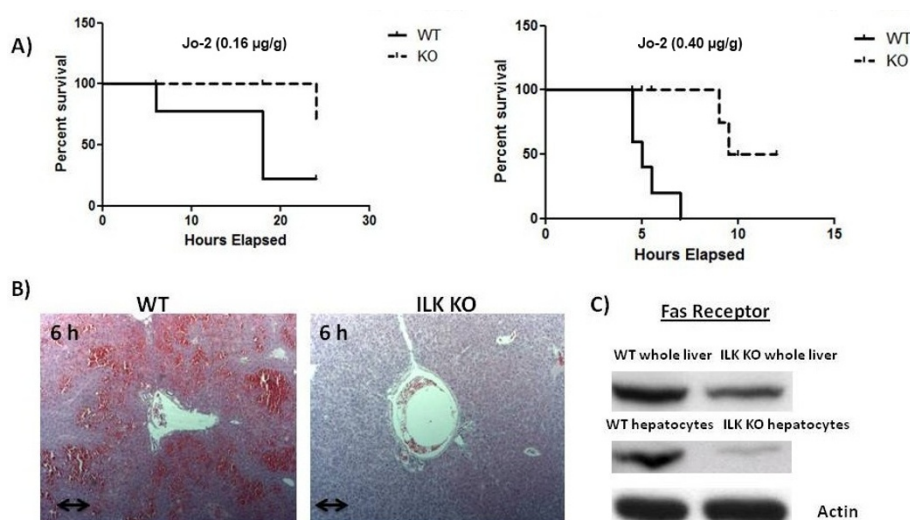 A)
Jo-2 (0.16 µg/g)
WT
KO
Percent survival
150
100
50
0
0 10 20 30
Hours Elapsed
Jo-2 (0.40 µg/g)
WT
KO
Percent survival
150
100
50
0
0 5 10 15
Hours Elapsed
B)
WT
ILK KO
6 h
6 h
C)
Fas Receptor
WT whole liver ILK KO whole liver
WT hepatocytes ILK KO hepatocytes
Actin